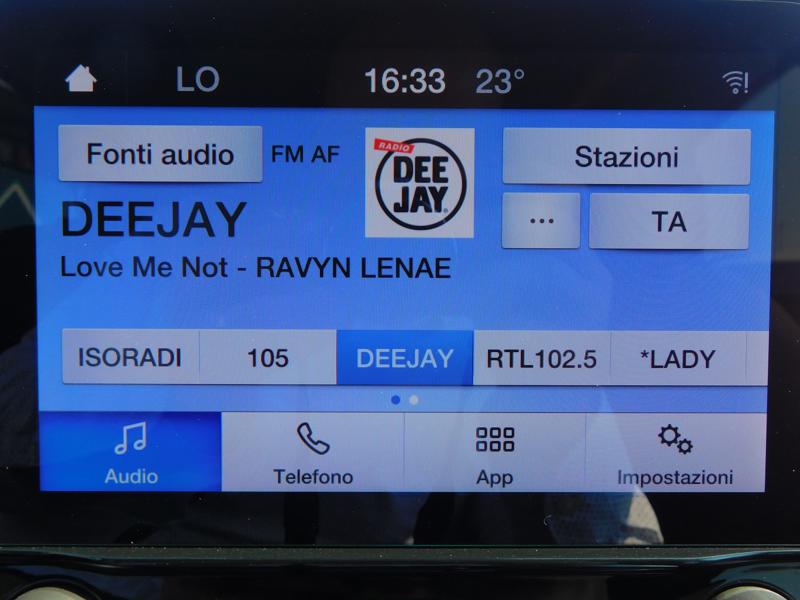 LO 16:33 23°
Fonti audio FM AF
RADIO
DEE
JAY
Stazioni
... TA
DEEJAY
Love Me Not - RAVYN LENAE
ISORADI 105 DEEJAY RTL102.5 *LADY
Audio Telefono App Impostazioni